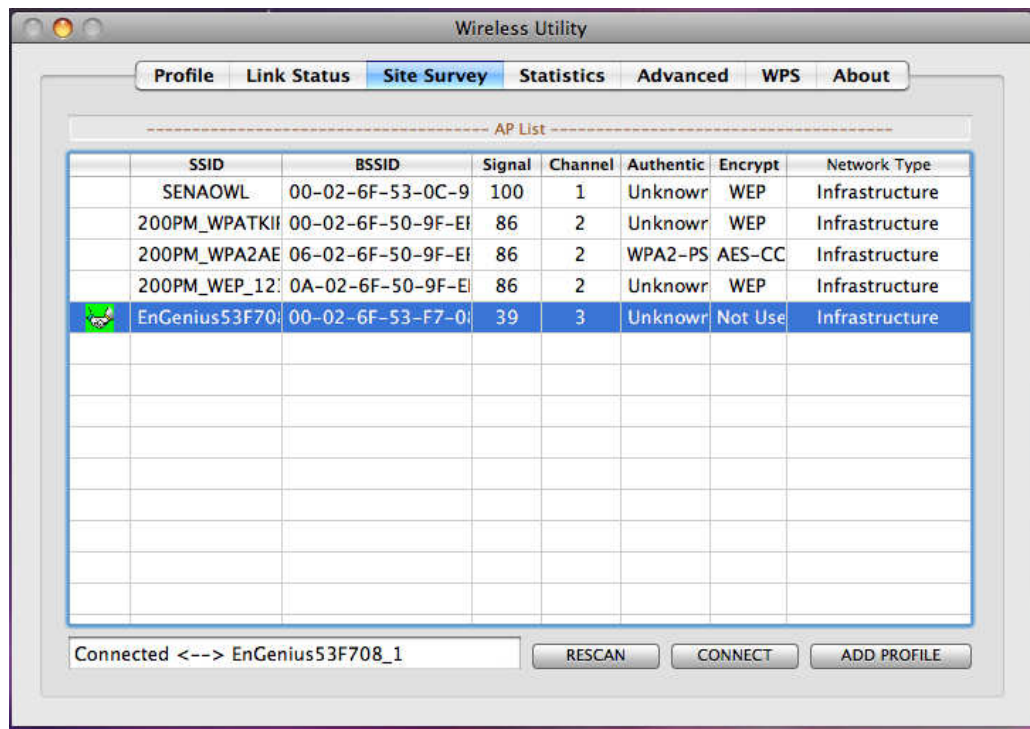 Wireless Utility
Profile Link Status Site Survey Statistics Advanced WPS About
------------------------------------- AP List -------------------------------------
SSID BSSID Signal Channel Authentic Encrypt Network Type
SENAOWL 00-02-6F-53-0C-9 100 1 Unknowr WEP Infrastructure
200PM_WPATKI 00-02-6F-50-9F-E 86 2 Unknowr WEP Infrastructure
200PM_WPA2AE 06-02-6F-50-9F-E 86 2 WPA2-PS AES-CC Infrastructure
200PM_WEP_12 0A-02-6F-50-9F-E 86 2 Unknowr WEP Infrastructure
EnGenius53F70 00-02-6F-53-F7-0 39 3 Unknowr Not Use Infrastructure
Connected <--> EnGenius53F708_1 RESCAN CONNECT ADD PROFILE